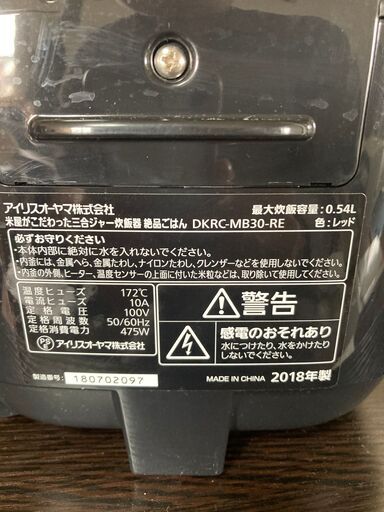 アイリスオーヤマ株式会社 最大炊飯容量：0.54L
米屋がこだわった三合ジャー炊飯器 絶品ごはん DKRC-MB30-RE 色：レッド
必ずお守りください
・本体内部に絶対に水を入れないでください。
・内釜には、金属へら、金属たわし、ナイロンたわし、クレンザーなどを使用しないでください。
・内釜の外側、ヒーター、温度センサーの上面に付いた米粒などは、取り除いて使用してください。
温度ヒューズ 172℃
電流ヒューズ 10A
定格電圧 100V
定格周波数 50/60Hz
定格消費電力 475W
PSE アイリスオーヤマ株式会社
警告
感電のおそれあり
水につけたり、水をかけたり
しないでください。
製造番号： 180702097
MADE IN CHINA 2018年製